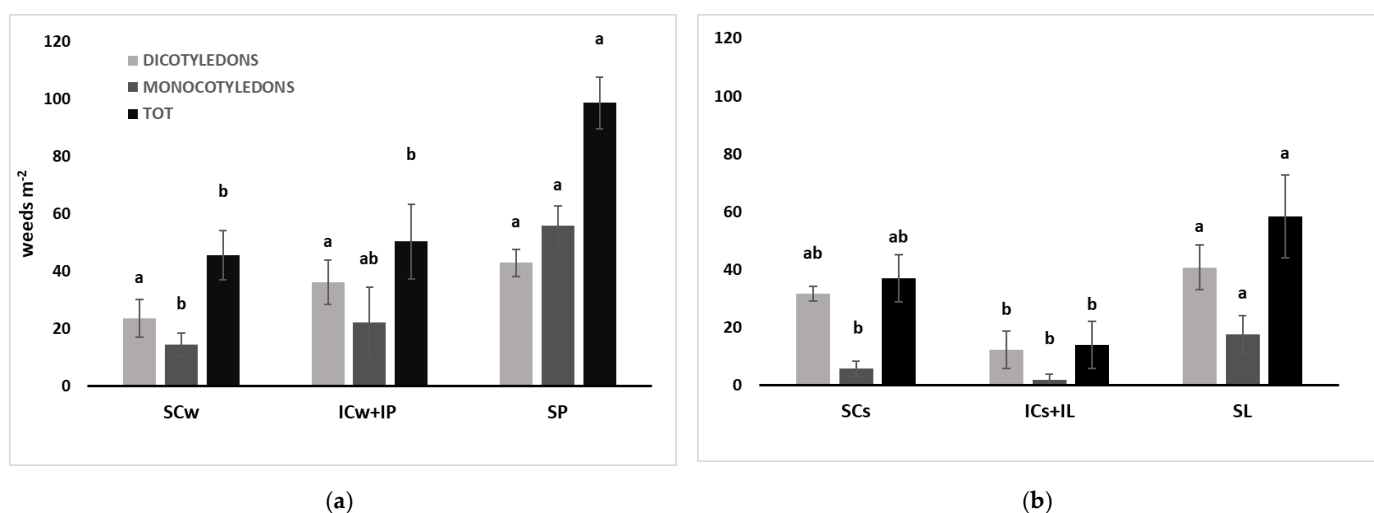 120
DICOTYLEDONS
MONOCOTYLEDONS
TOT
a
100
80
60
40
20
0
weeds m-2
a b b
a ab b
a a
SCw ICw+IP SP
(a)
120
100
80
60
40
20
0
ab b ab
b b b
a a a
SCs ICs+IL SL
(b)